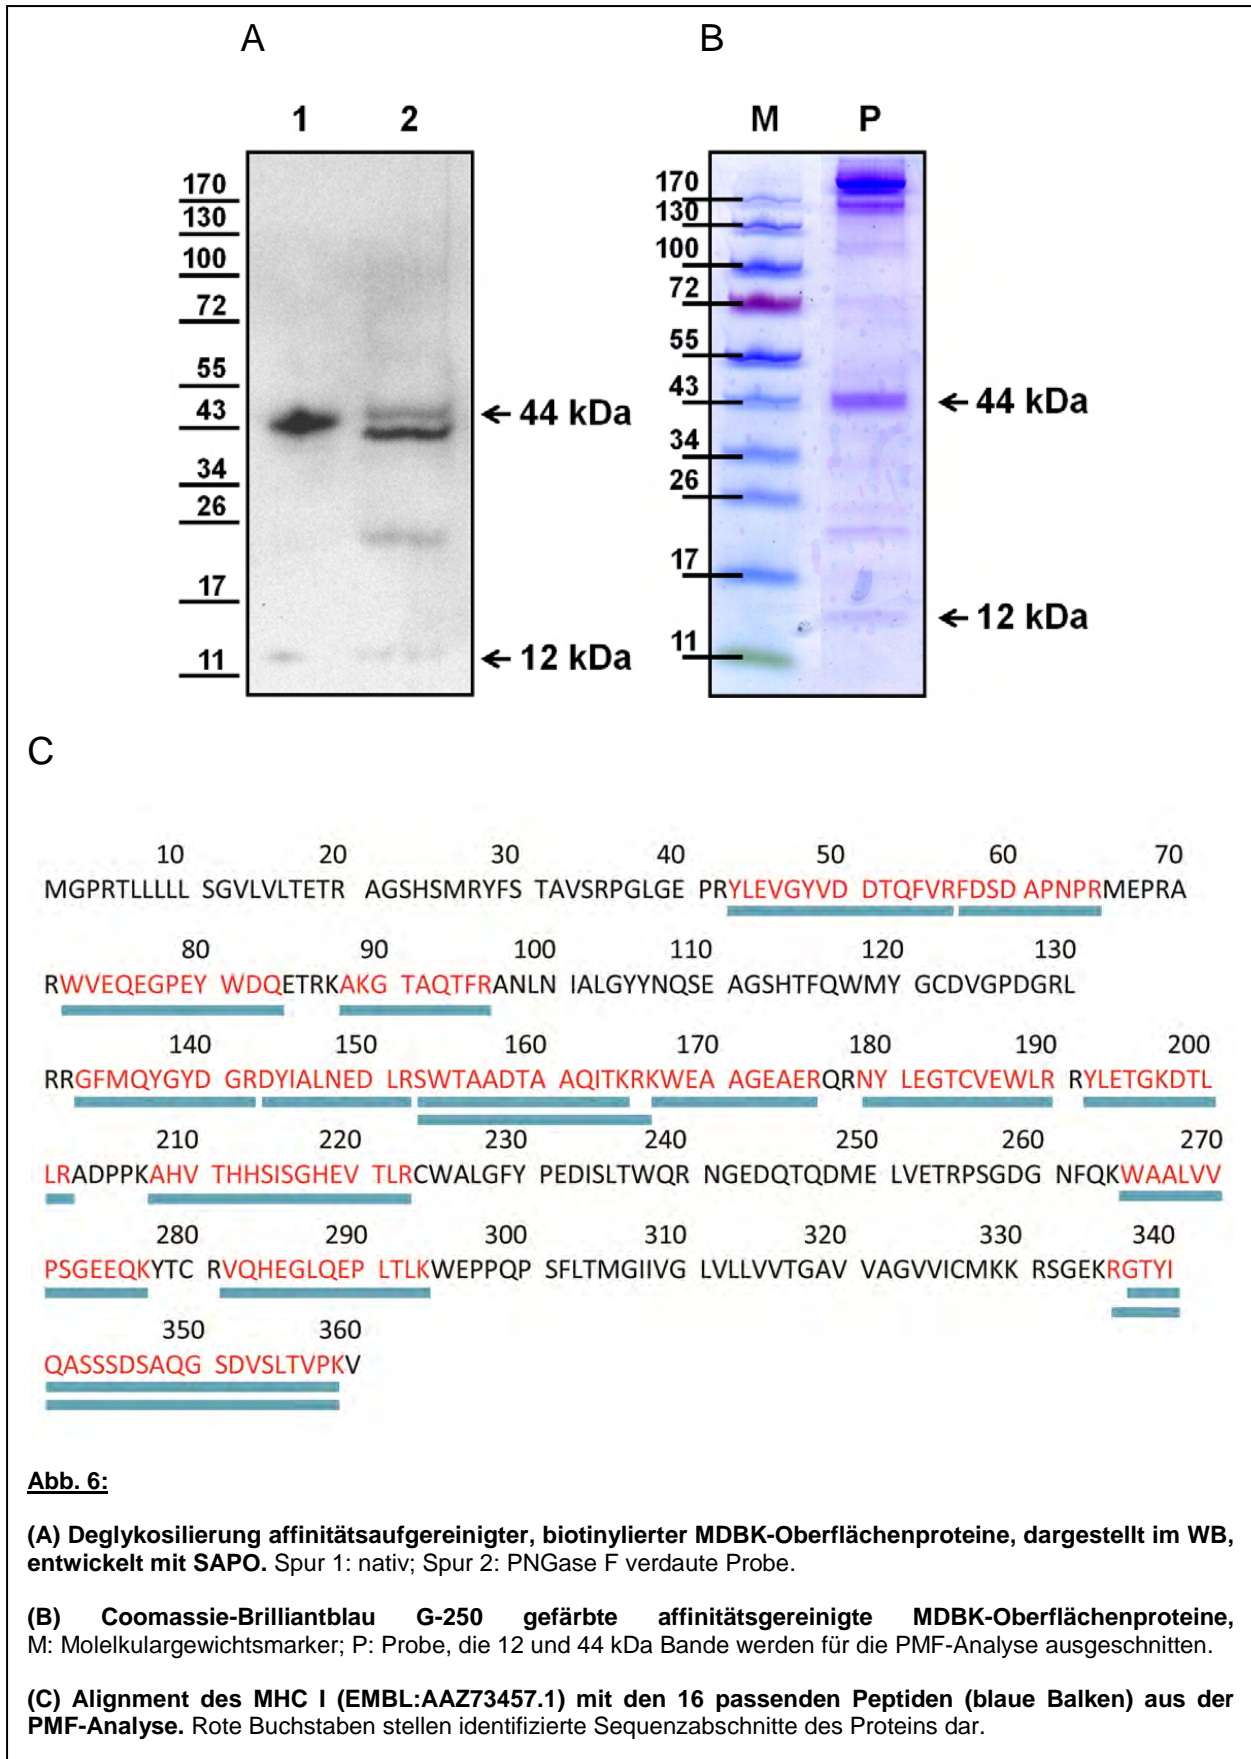 A
B
1 2
M P
170
130
100
72
55
43
34
26
17
11
← 44 kDa
← 12 kDa
170
130
100
72
55
43
34
26
17
11
← 44 kDa
← 12 kDa
C
10 20 30 40 50 60 70
MGPRTLLLLL SGVLVLTETR AGSHSMRYFS TAVSRPGLGE PRYLEVGYVD DTQFVRFDSD APNPRMEPRA
80 90 100 110 120 130
RWVEQEGPEY WDQETRKAKG TAQTFRANLN IALGYYNQSE AGSHTFQWMY GCDVGPDGRL
140 150 160 170 180 190 200
RRGFMQYGYD GRDYIALNED LRSWTAADTA AQITKRKWEA AGEAERQRNY LEGTCVEWLR RYLETGKDTL
210 220 230 240 250 260 270
LRADPPKAHV THHSISGHEV TLRCWALGFY PEDISLTWQR NGEDQTQDME LVETRPSGDG NFQKWAALVV
280 290 300 310 320 330 340
PSGEEQKYTC RVQHEGLQEP LTLKWEPPQP SFLTMGIIVG LVLLVVTGAV VAGVVICMKK RSGEKRGTYI
350 360
QASSSDSAQG SDVSLTVPKV
Abb. 6:
(A) Deglykosilierung affinitätsaufgereinigter, biotinylierter MDBK-Oberflächenproteine, dargestellt im WB,
entwickelt mit SAPO. Spur 1: nativ; Spur 2: PNGase F verdaute Probe.
(B) Coomassie-Brilliantblau G-250 gefärbte affinitätsgereinigte MDBK-Oberflächenproteine,
M: Molelkulargewichtsmarker; P: Probe, die 12 und 44 kDa Bande werden für die PMF-Analyse ausgeschnitten.
(C) Alignment des MHC I (EMBL:AAZ73457.1) mit den 16 passenden Peptiden (blaue Balken) aus der
PMF-Analyse. Rote Buchstaben stellen identifizierte Sequenzabschnitte des Proteins dar.